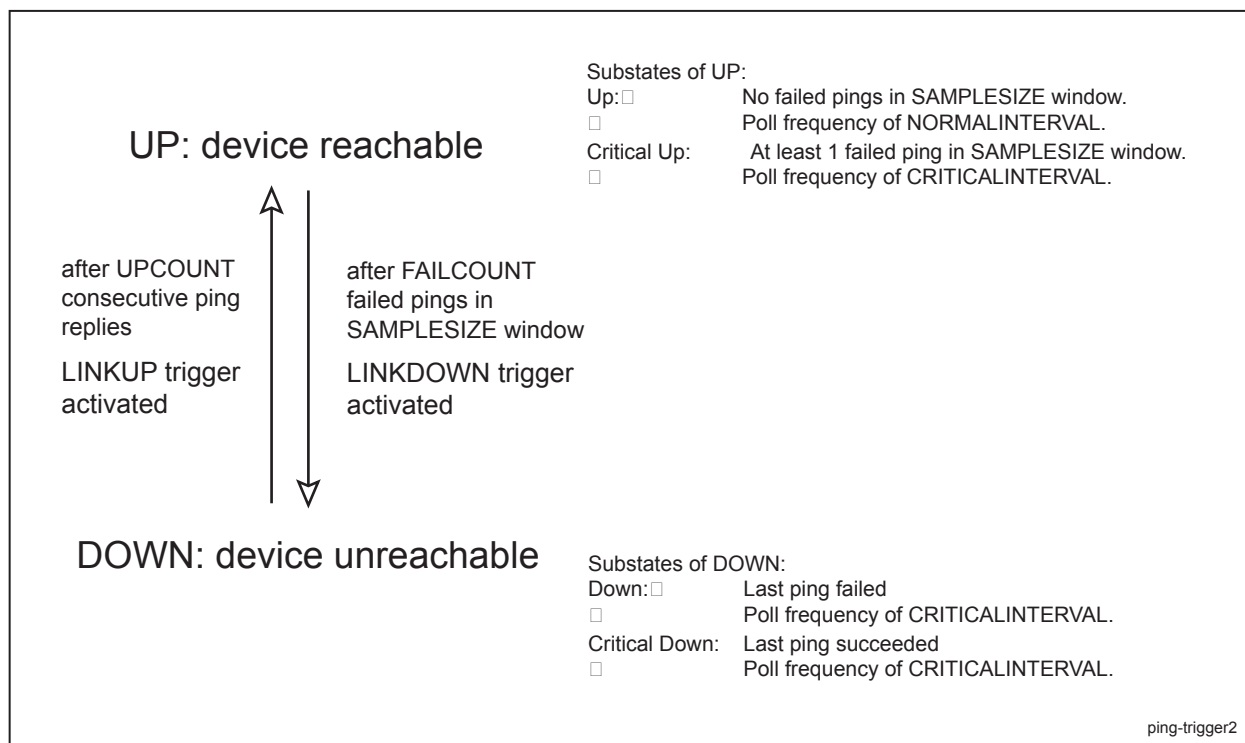 Substates of UP:
Up:□ No failed pings in SAMPLESIZE window.
□ Poll frequency of NORMALINTERVAL.
Critical Up: At least 1 failed ping in SAMPLESIZE window.
□ Poll frequency of CRITICALINTERVAL.
UP: device reachable
after UPCOUNT
consecutive ping
replies
LINKUP trigger
activated
after FAILCOUNT
failed pings in
SAMPLESIZE window
LINKDOWN trigger
activated
DOWN: device unreachable
Substates of DOWN:
Down:□ Last ping failed
□ Poll frequency of CRITICALINTERVAL.
Critical Down: Last ping succeeded
□ Poll frequency of CRITICALINTERVAL.
ping-trigger2